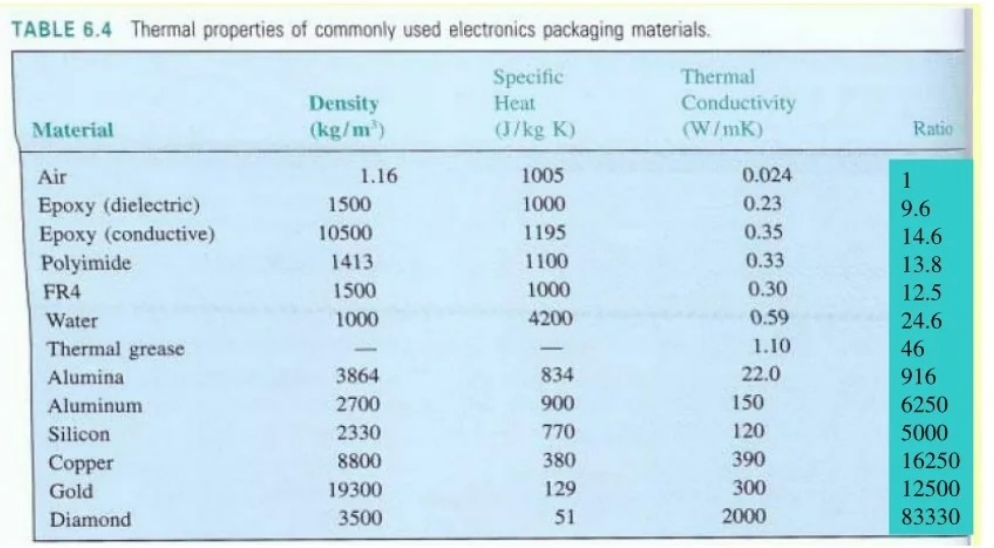 TABLE 6.4 Thermal properties of commonly used electronics packaging materials.
Specific Thermal
Density Heat Conductivity
Material (kg/m³) (J/kg K) (W/mK) Ratio
Air 1.16 1005 0.024 1
Epoxy (dielectric) 1500 1000 0.23 9.6
Epoxy (conductive) 10500 1195 0.35 14.6
Polyimide 1413 1100 0.33 13.8
FR4 1500 1000 0.30 12.5
Water 1000 4200 0.59 24.6
Thermal grease — — 1.10 46
Alumina 3864 834 22.0 916
Aluminum 2700 900 150 6250
Silicon 2330 770 120 5000
Copper 8800 380 390 16250
Gold 19300 129 300 12500
Diamond 3500 51 2000 83330